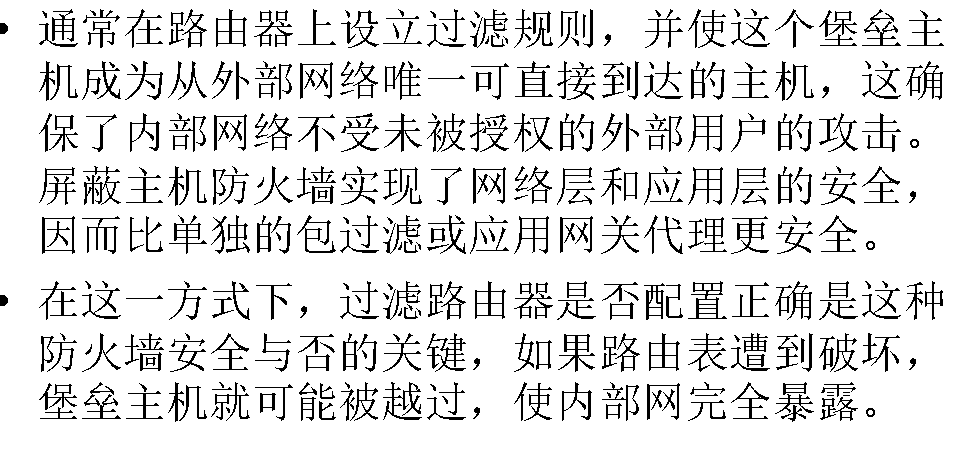 • 通常在路由器上设立过滤规则，并使这个堡垒主
机成为从外部网络唯一可直接到达的主机，这确
保了内部网络不受未被授权的外部用户的攻击。
屏蔽主机防火墙实现了网络层和应用层的安全，
因而比单独的包过滤或应用网关代理更安全。
• 在这一方式下，过滤路由器是否配置正确是这种
防火墙安全与否的关键，如果路由表遭到破坏，
堡垒主机就可能被越过，使内部网完全暴露。